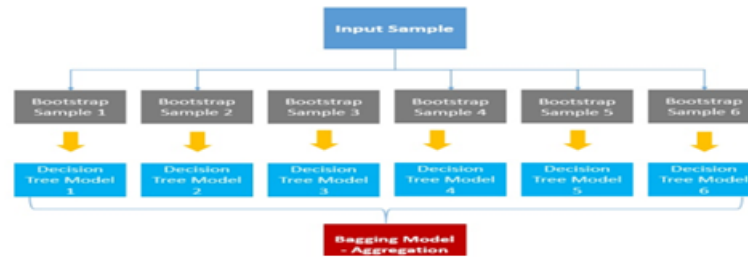 Input Sample
Bootstrap
Sample 1
Bootstrap
Sample 2
Bootstrap
Sample 3
Bootstrap
Sample 4
Bootstrap
Sample 5
Bootstrap
Sample 6
Decision
Tree Model
1
Decision
Tree Model
2
Decision
Tree Model
3
Decision
Tree Model
4
Decision
Tree Model
5
Decision
Tree Model
6
Bagging Model
- Aggregation